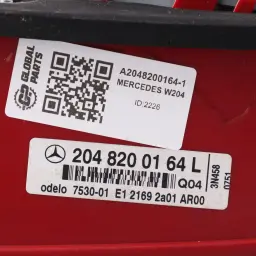 GLOBAL
PARTS
A2048200164-1
MERCEDES W204
ID:2226
204 820 01 64 L
Q04
odelo 7530-01 E1 2169 2a01 AR00
3N458
0751